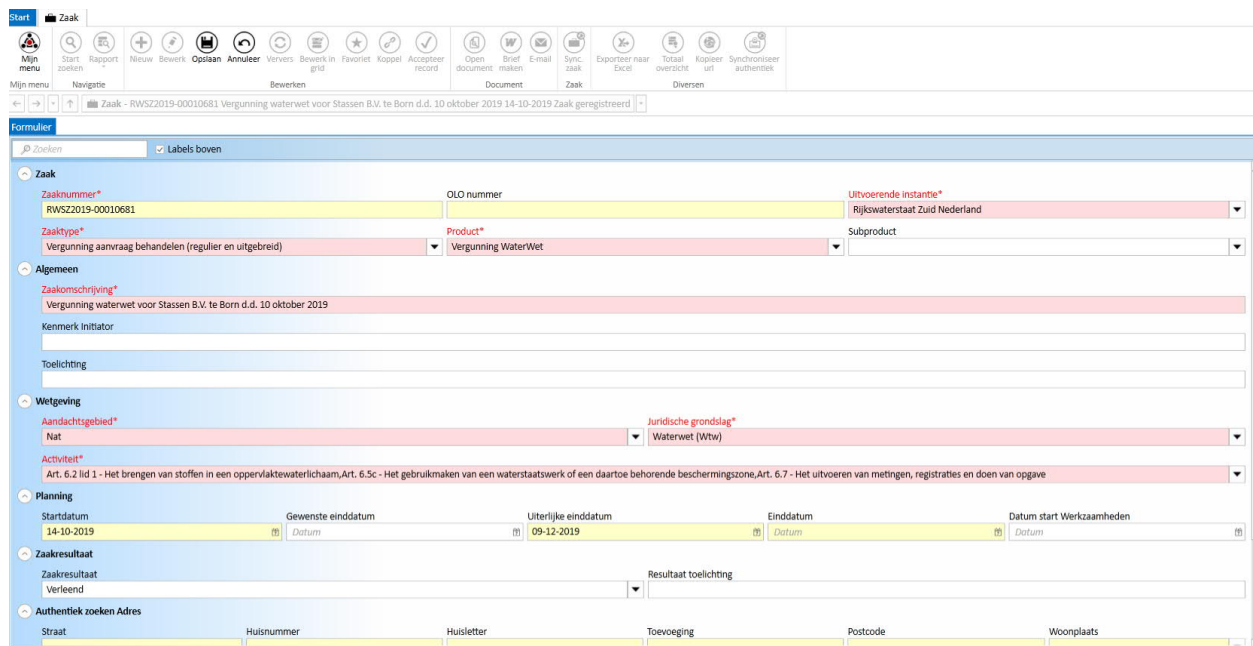 Start Zaak
Mijn menu Start zoeken Rapport Nieuw Bewerk Opslaan Annuleer Ververs Bewerk in grid Favoriet Koppel Accepteer record Open document Brief maken E-mail Sync. zaak Exporteer naar Excel Totaal overzicht Kopieer url Synchroniseer authentiek
Mijn menu Navigatie Bewerken Document Zaak Diversen
Zaak - RWSZ2019-00010681 Vergunning waterwet voor Stassen B.V. te Born d.d. 10 oktober 2019 14-10-2019 Zaak geregistreerd
Formulier
Zoeken Labels boven
Zaak
Zaaknummer* OLO nummer Uitvoerende instantie*
RWSZ2019-00010681 Rijkswaterstaat Zuid Nederland
Zaaktype* Product* Subproduct
Vergunning aanvraag behandelen (regulier en uitgebreid) Vergunning WaterWet
Algemeen
Zaakomschrijving*
Vergunning waterwet voor Stassen B.V. te Born d.d. 10 oktober 2019
Kenmerk Initiator
Toelichting
Wetgeving
Aandachtsgebied* Juridische grondslag*
Nat Waterwet (Wtw)
Activiteit*
Art. 6.2 lid 1 - Het brengen van stoffen in een oppervlaktewaterlichaam,Art. 6.5c - Het gebruikmaken van een waterstaatswerk of een daartoe behorende beschermingszone,Art. 6.7 - Het uitvoeren van metingen, registraties en doen van opgave
Planning
Startdatum Gewenste einddatum Uiterlijke einddatum Einddatum Datum start Werkzaamheden
14-10-2019 Datum 09-12-2019 Datum Datum
Zaakresultaat
Zaakresultaat Resultaat toelichting
Verleend
Authentiek zoeken Adres
Straat Huisnummer Huisletter Toevoeging Postcode Woonplaats